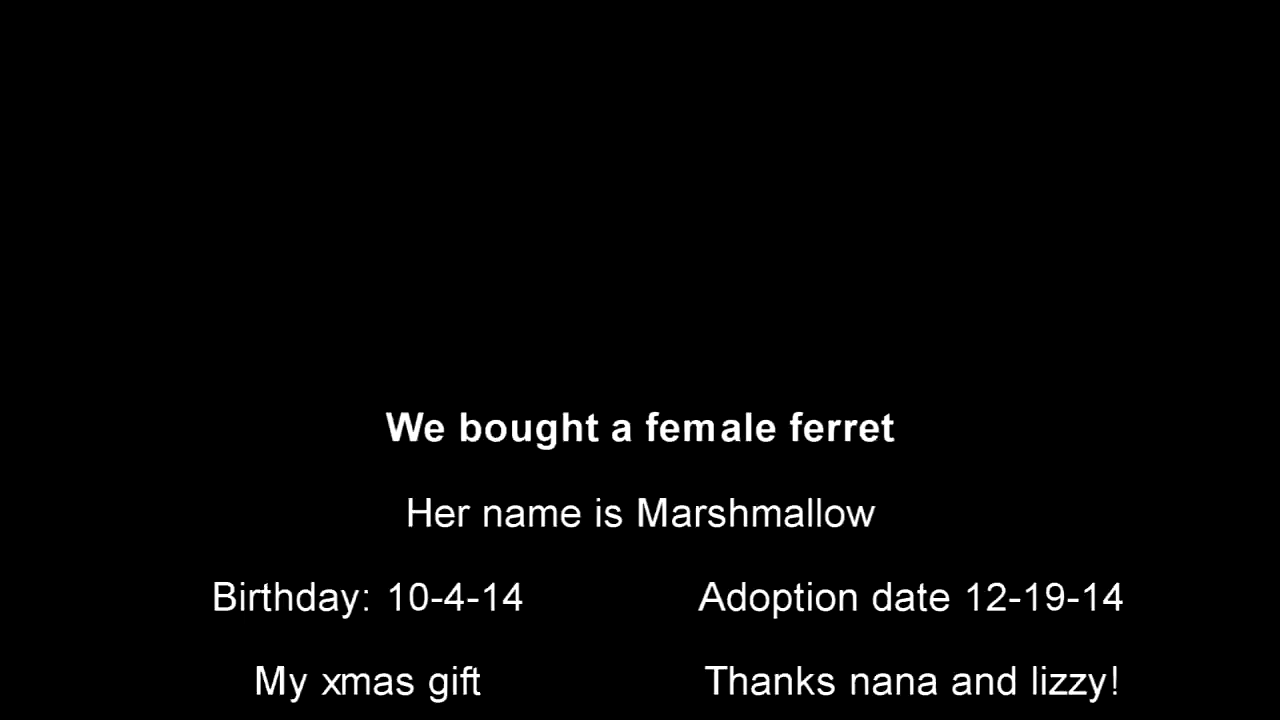 We bought a female ferret
Her name is Marshmallow
Birthday: 10-4-14 Adoption date 12-19-14
My xmas gift Thanks nana and lizzy!